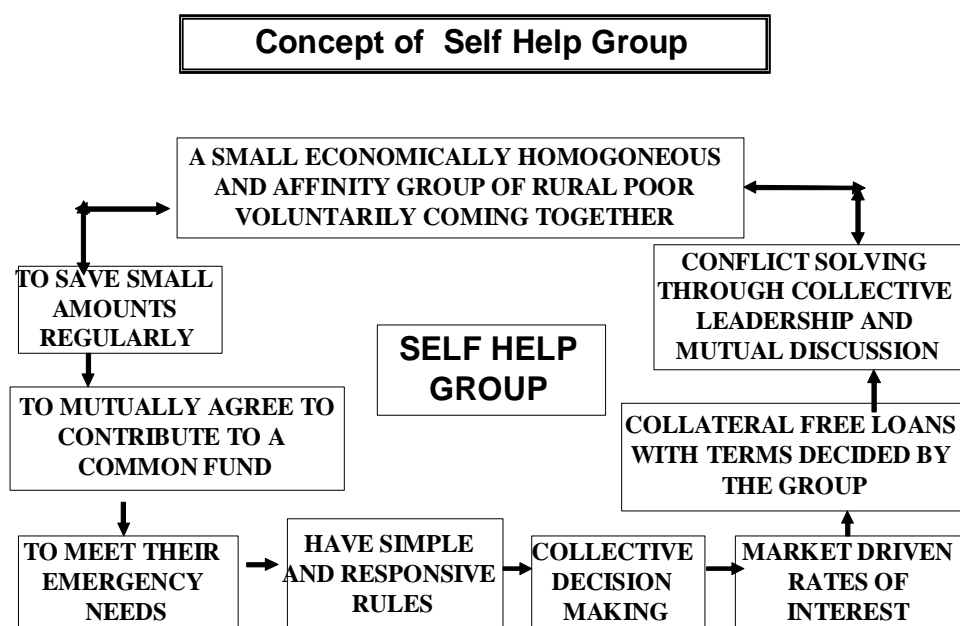 Concept of Self Help Group
A SMALL ECONOMICALLY HOMOGONEOUS
AND AFFINITY GROUP OF RURAL POOR
VOLUNTARILY COMING TOGETHER
TO SAVE SMALL
AMOUNTS
REGULARLY
TO MUTUALLY AGREE TO
CONTRIBUTE TO A
COMMON FUND
TO MEET THEIR
EMERGENCY
NEEDS
HAVE SIMPLE
AND RESPONSIVE
RULES
COLLECTIVE
DECISION
MAKING
MARKET DRIVEN
RATES OF
INTEREST
COLLATERAL FREE LOANS
WITH TERMS DECIDED BY
THE GROUP
CONFLICT SOLVING
THROUGH COLLECTIVE
LEADERSHIP AND
MUTUAL DISCUSSION
SELF HELP
GROUP